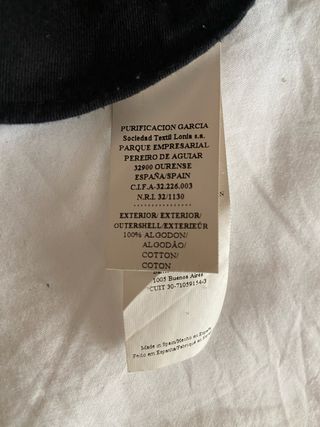 PURIFICACION GARCIA
Sociedad Textil Lonia s.a.
PARQUE EMPRESARIAL
PEREIRO DE AGUIAR
32900 OURENSE
ESPAÑA/SPAIN
C.I.F.A-32.226.003
N.R.I. 32/1130
EXTERIOR/ EXTERIOR/
OUTERSHELL/EXTERIEUR
100% ALGODON/
ALGODÃO/
COTTON/
COTON
1005 Buenos Aires
CUIT 30-71059154-3
Made in Spain/Hecho en España
Feito em Espanha/Fabriqué en